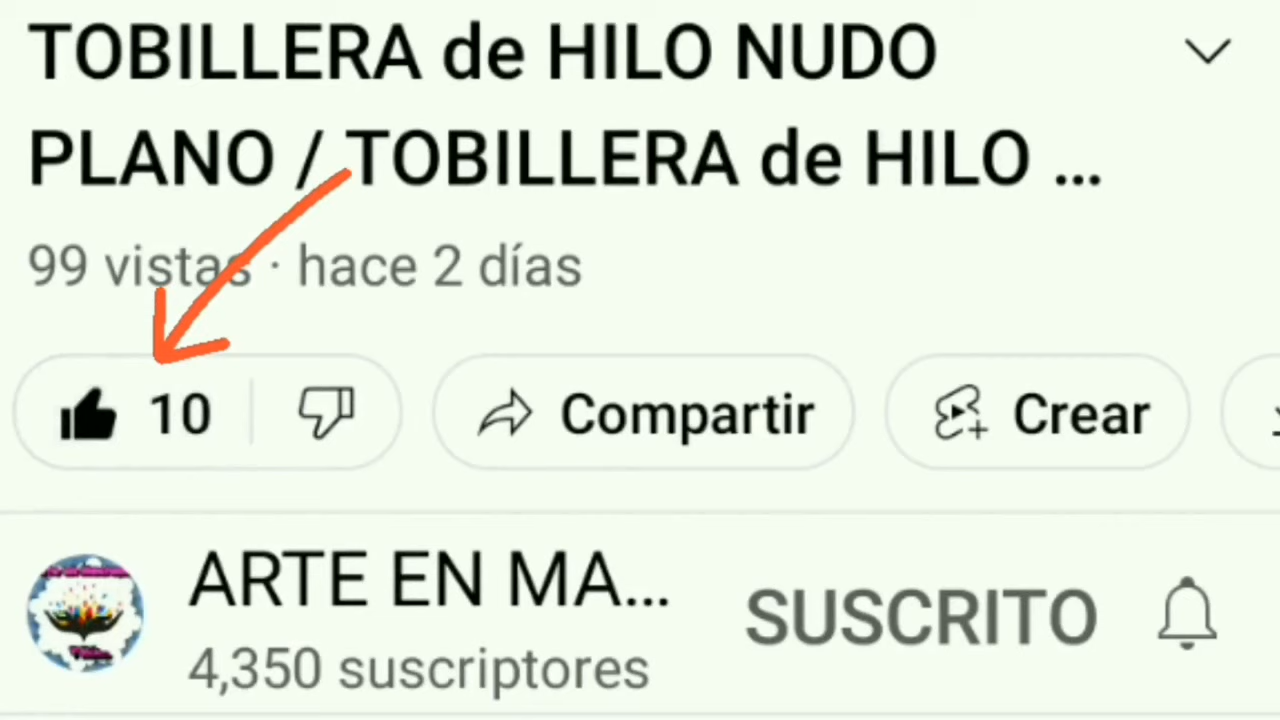 TOBILLERA de HILO NUDO
PLANO / TOBILLERA de HILO ...
99 vistas · hace 2 días
10 Compartir Crear
ARTE EN MA...
SUSCRITO
4,350 suscriptores